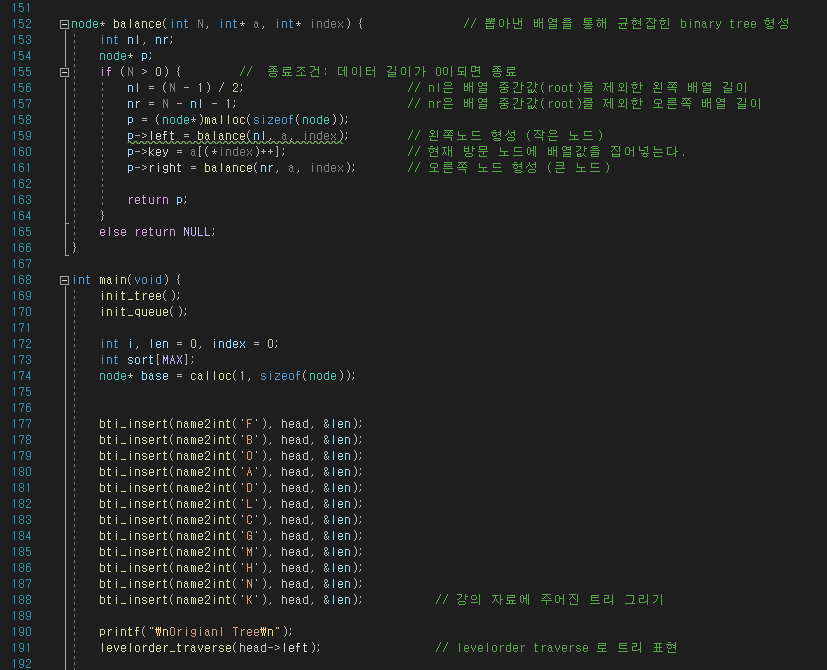 151
152 node* balance(int N, int* a, int* index) { // 뽑아낸 배열을 통해 균현잡힌 binary tree 형성
153 int nl, nr;
154 node* p;
155 if (N > 0) { // 종료조건: 데이터 길이가 0이되면 종료
156 nl = (N - 1) / 2; // nl은 배열 중간값(root)를 제외한 왼쪽 배열 길이
157 nr = N - nl - 1; // nr은 배열 중간값(root)를 제외한 오른쪽 배열 길이
158 p = (node*)malloc(sizeof(node));
159 p->left = balance(nl, a, index); // 왼쪽노드 형성 (작은 노드)
160 p->key = a[(*index)++]; // 현재 방문 노드에 배열값을 집어넣는다.
161 p->right = balance(nr, a, index); // 오른쪽 노드 형성 (큰 노드)
162
163 return p;
164 }
165 else return NULL;
166 }
167
168 int main(void) {
169 init_tree();
170 init_queue();
171
172 int i, len = 0, index = 0;
173 int sort[MAX];
174 node* base = calloc(1, sizeof(node));
175
176
177 bti_insert(name2int('F'), head, &len);
178 bti_insert(name2int('B'), head, &len);
179 bti_insert(name2int('O'), head, &len);
180 bti_insert(name2int('A'), head, &len);
181 bti_insert(name2int('D'), head, &len);
182 bti_insert(name2int('L'), head, &len);
183 bti_insert(name2int('C'), head, &len);
184 bti_insert(name2int('G'), head, &len);
185 bti_insert(name2int('M'), head, &len);
186 bti_insert(name2int('H'), head, &len);
187 bti_insert(name2int('N'), head, &len);
188 bti_insert(name2int('K'), head, &len); // 강의 자료에 주어진 트리 그리기
189
190 printf("₩nOrigianl Tree₩n");
191 levelorder_traverse(head->left); // levelorder traverse 로 트리 표현
192